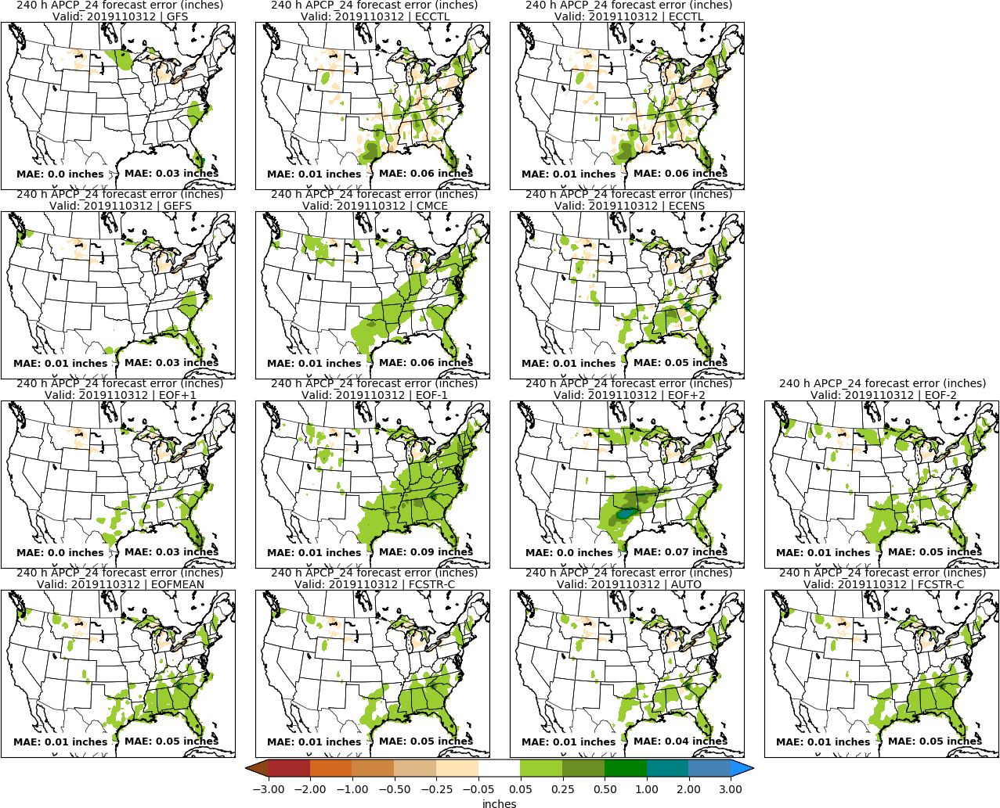 240 h APCP_24 forecast error (inches)
Valid: 2019110312 | GFS
MAE: 0.0 inches
MAE: 0.03 inches
240 h APCP_24 forecast error (inches)
Valid: 2019110312 | ECCTL
MAE: 0.01 inches
MAE: 0.06 inches
240 h APCP_24 forecast error (inches)
Valid: 2019110312 | ECCTL
MAE: 0.01 inches
MAE: 0.06 inches
240 h APCP_24 forecast error (inches)
Valid: 2019110312 | GEFS
MAE: 0.01 inches
MAE: 0.03 inches
240 h APCP_24 forecast error (inches)
Valid: 2019110312 | CMCE
MAE: 0.01 inches
MAE: 0.06 inches
240 h APCP_24 forecast error (inches)
Valid: 2019110312 | ECENS
MAE: 0.01 inches
MAE: 0.05 inches
240 h APCP_24 forecast error (inches)
Valid: 2019110312 | EOF+1
MAE: 0.0 inches
MAE: 0.03 inches
240 h APCP_24 forecast error (inches)
Valid: 2019110312 | EOF-1
MAE: 0.01 inches
MAE: 0.09 inches
240 h APCP_24 forecast error (inches)
Valid: 2019110312 | EOF+2
MAE: 0.0 inches
MAE: 0.07 inches
240 h APCP_24 forecast error (inches)
Valid: 2019110312 | EOF-2
MAE: 0.01 inches
MAE: 0.05 inches
240 h APCP_24 forecast error (inches)
Valid: 2019110312 | EOFMEAN
MAE: 0.01 inches
MAE: 0.05 inches
240 h APCP_24 forecast error (inches)
Valid: 2019110312 | FCSTR-C
MAE: 0.01 inches
MAE: 0.05 inches
240 h APCP_24 forecast error (inches)
Valid: 2019110312 | AUTO
MAE: 0.01 inches
MAE: 0.04 inches
240 h APCP_24 forecast error (inches)
Valid: 2019110312 | FCSTR-C
MAE: 0.01 inches
MAE: 0.05 inches
−3.00 −2.00 −1.00 −0.50 −0.25 −0.05 0.05 0.25 0.50 1.00 2.00 3.00
inches